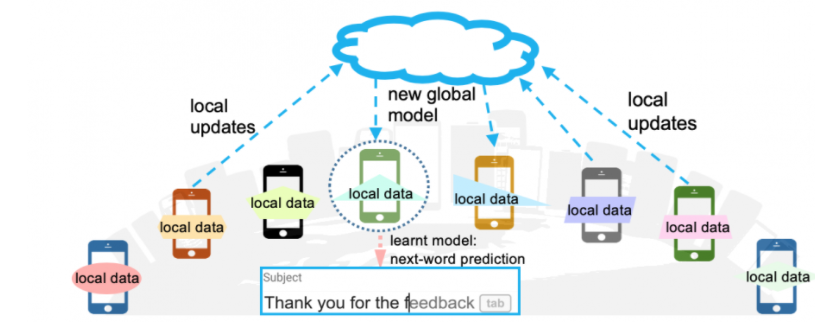 local
updates
new global
model
local
updates
local data
local data
local data
local data
local data
local data
local data
local data
learnt model:
next-word prediction
Subject
Thank you for the feedback tab